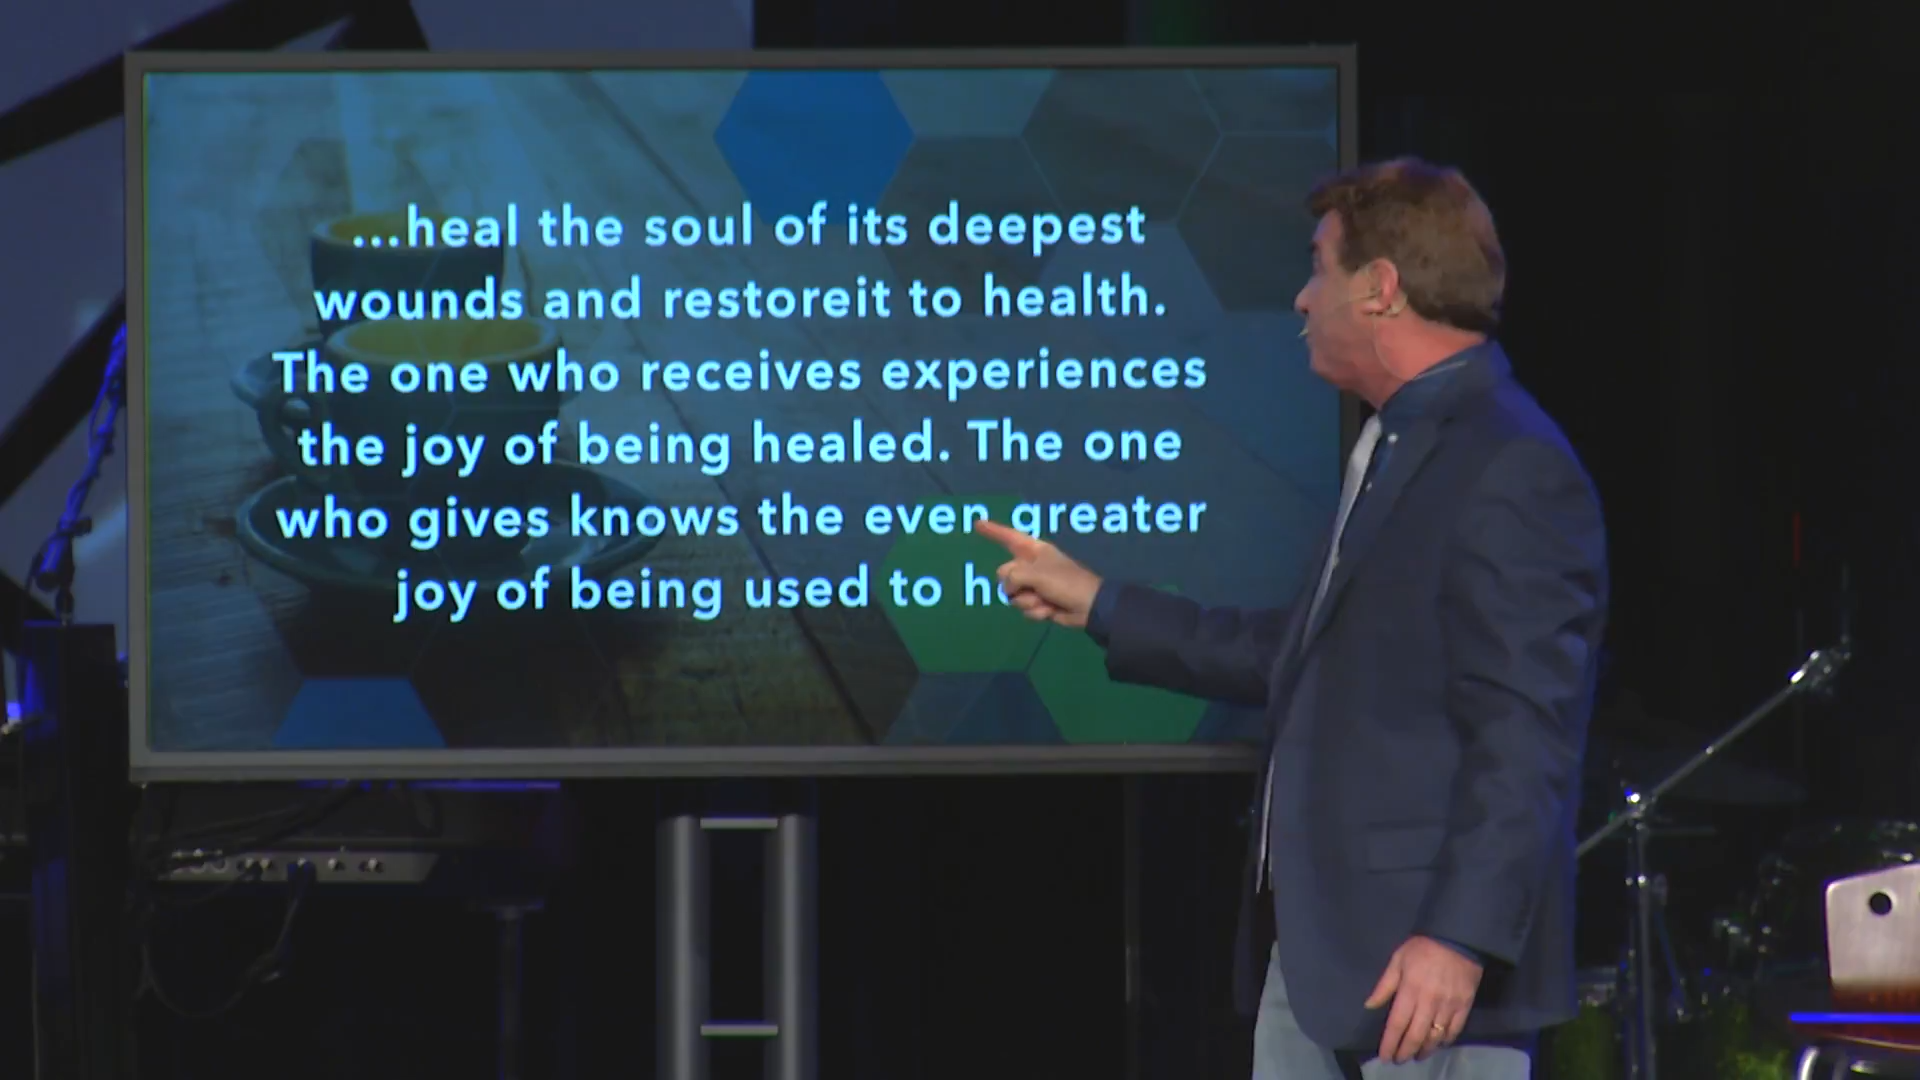 ...heal the soul of its deepest
wounds and restoreit to health.
The one who receives experiences
the joy of being healed. The one
who gives knows the even greater
joy of being used to